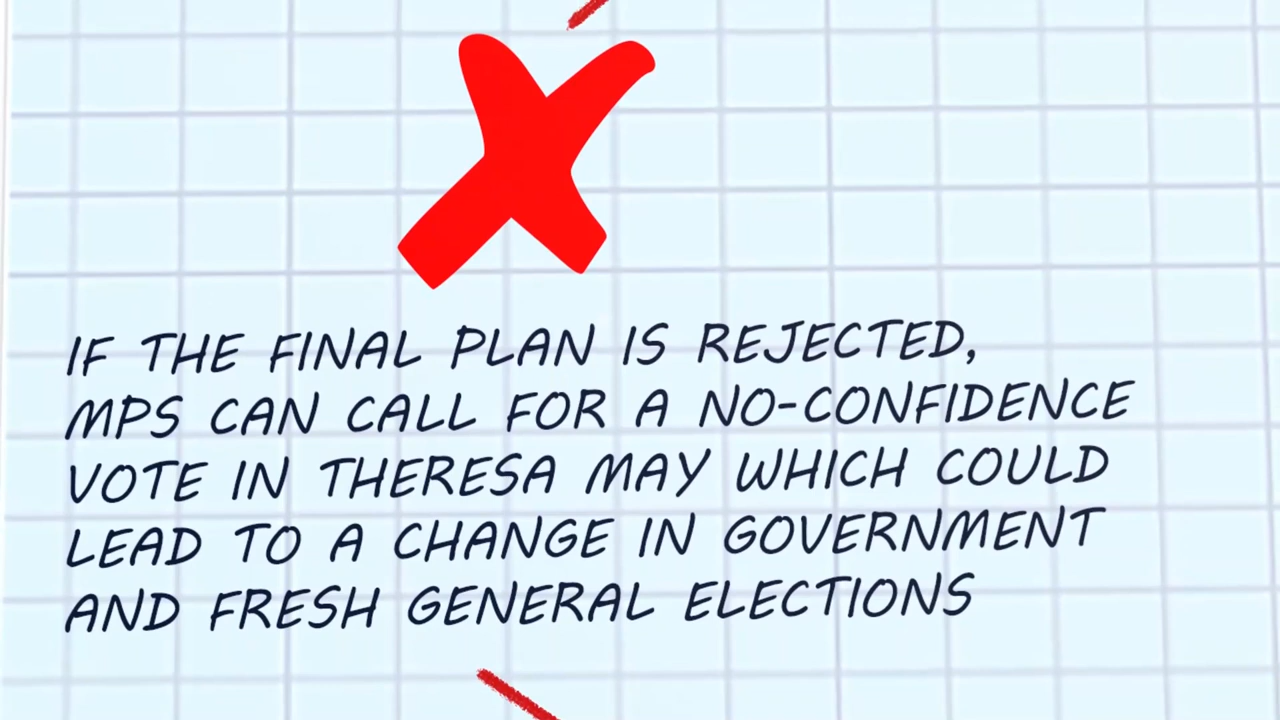 IF THE FINAL PLAN IS REJECTED,
MPS CAN CALL FOR A NO-CONFIDENCE
VOTE IN THERESA MAY WHICH COULD
LEAD TO A CHANGE IN GOVERNMENT
AND FRESH GENERAL ELECTIONS